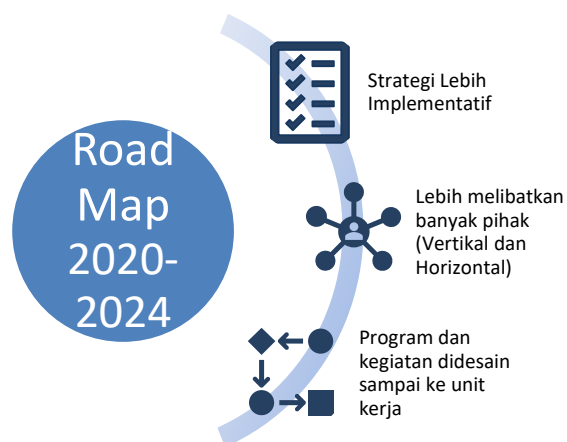 Road
Map
2020-
2024
Strategi Lebih
Implementatif
Lebih melibatkan
banyak pihak
(Vertikal dan
Horizontal)
Program dan
kegiatan didesain
sampai ke unit
kerja